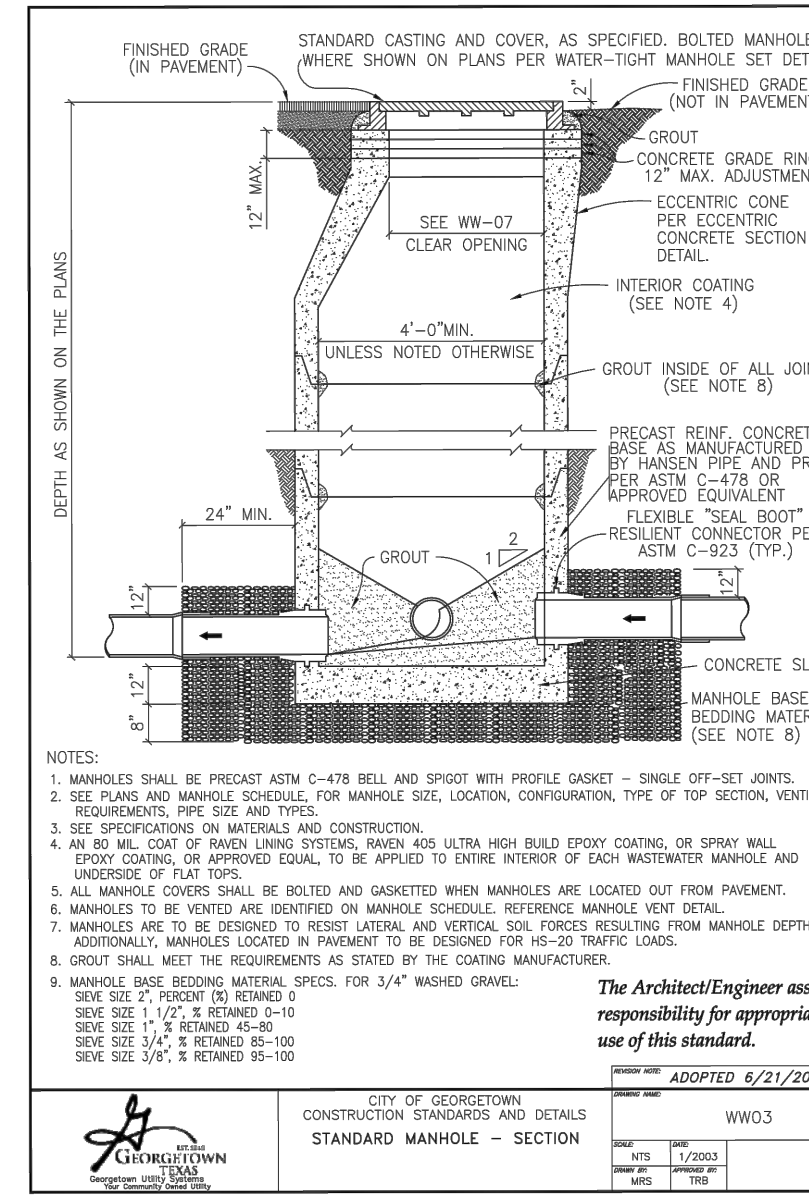 FINISHED GRADE
(IN PAVEMENT)
STANDARD CASTING AND COVER, AS SPECIFIED. BOLTED MANHOLE
WHERE SHOWN ON PLANS PER WATER-TIGHT MANHOLE SET DET
2"
FINISHED GRADE
(NOT IN PAVEMENT
GROUT
CONCRETE GRADE RING
12" MAX. ADJUSTMEN
12" MAX.
ECCENTRIC CONE
PER ECCENTRIC
CONCRETE SECTION
DETAIL.
SEE WW-07
CLEAR OPENING
INTERIOR COATING
(SEE NOTE 4)
DEPTH AS SHOWN ON THE PLANS
4'-0"MIN.
UNLESS NOTED OTHERWISE
GROUT INSIDE OF ALL JOIN
(SEE NOTE 8)
PRECAST REINF. CONCRET
BASE AS MANUFACTURED
BY HANSEN PIPE AND PR
PER ASTM C-478 OR
APPROVED EQUIVALENT
24" MIN.
FLEXIBLE "SEAL BOOT"
RESILIENT CONNECTOR PE
ASTM C-923 (TYP.)
GROUT
1
2
12"
12"
CONCRETE SL
12"
8"
MANHOLE BASE
BEDDING MATER
(SEE NOTE 8)
NOTES:
1. MANHOLES SHALL BE PRECAST ASTM C-478 BELL AND SPIGOT WITH PROFILE GASKET - SINGLE OFF-SET JOINTS.
2. SEE PLANS AND MANHOLE SCHEDULE, FOR MANHOLE SIZE, LOCATION, CONFIGURATION, TYPE OF TOP SECTION, VENTI
REQUIREMENTS, PIPE SIZE AND TYPES.
3. SEE SPECIFICATIONS ON MATERIALS AND CONSTRUCTION.
4. AN 80 MIL. COAT OF RAVEN LINING SYSTEMS, RAVEN 405 ULTRA HIGH BUILD EPOXY COATING, OR SPRAY WALL
EPOXY COATING, OR APPROVED EQUAL, TO BE APPLIED TO ENTIRE INTERIOR OF EACH WASTEWATER MANHOLE AND
UNDERSIDE OF FLAT TOPS.
5. ALL MANHOLE COVERS SHALL BE BOLTED AND GASKETTED WHEN MANHOLES ARE LOCATED OUT FROM PAVEMENT.
6. MANHOLES TO BE VENTED ARE IDENTIFIED ON MANHOLE SCHEDULE. REFERENCE MANHOLE VENT DETAIL.
7. MANHOLES ARE TO BE DESIGNED TO RESIST LATERAL AND VERTICAL SOIL FORCES RESULTING FROM MANHOLE DEPTH
ADDITIONALLY, MANHOLES LOCATED IN PAVEMENT TO BE DESIGNED FOR HS-20 TRAFFIC LOADS.
8. GROUT SHALL MEET THE REQUIREMENTS AS STATED BY THE COATING MANUFACTURER.
9. MANHOLE BASE BEDDING MATERIAL SPECS. FOR 3/4" WASHED GRAVEL:
SIEVE SIZE 2", PERCENT (%) RETAINED 0
SIEVE SIZE 1 1/2", % RETAINED 0-10
SIEVE SIZE 1", % RETAINED 45-80
SIEVE SIZE 3/4", % RETAINED 85-100
SIEVE SIZE 3/8", % RETAINED 95-100
The Architect/Engineer ass
responsibility for appropria
use of this standard.
REVISION NOTE:
ADOPTED 6/21/20
EST. 1848
GEORGETOWN
TEXAS
Georgetown Utility Systems
Your Community Owned Utility
CITY OF GEORGETOWN
CONSTRUCTION STANDARDS AND DETAILS
STANDARD MANHOLE - SECTION
DRAWING NAME:
WW03
SCALE:
NTS
DATE:
1/2003
DRAWN BY:
MRS
APPROVED BY:
TRB